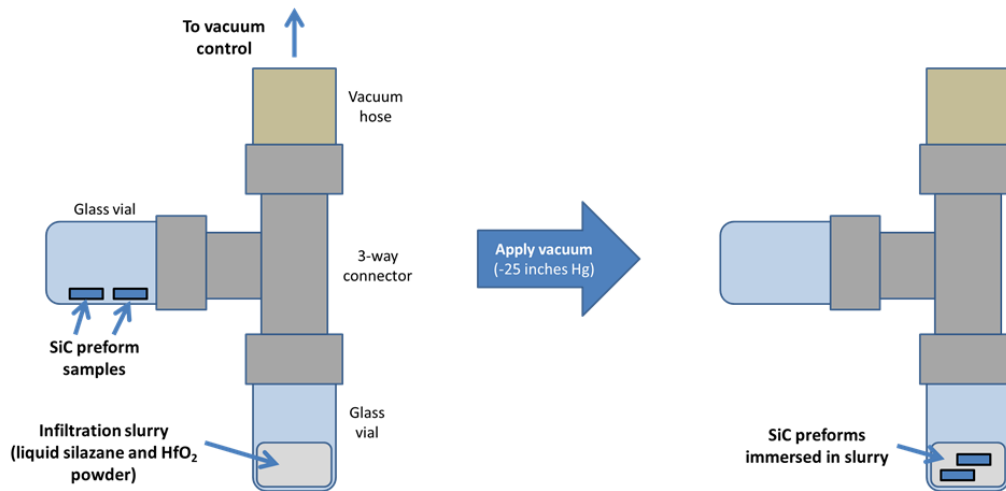 To vacuum
control
Vacuum
hose
Glass vial
3-way
connector
SiC preform
samples
Glass
vial
Infiltration slurry
(liquid silazane and HfO₂
powder)
Apply vacuum
(-25 inches Hg)
SiC preforms
immersed in slurry